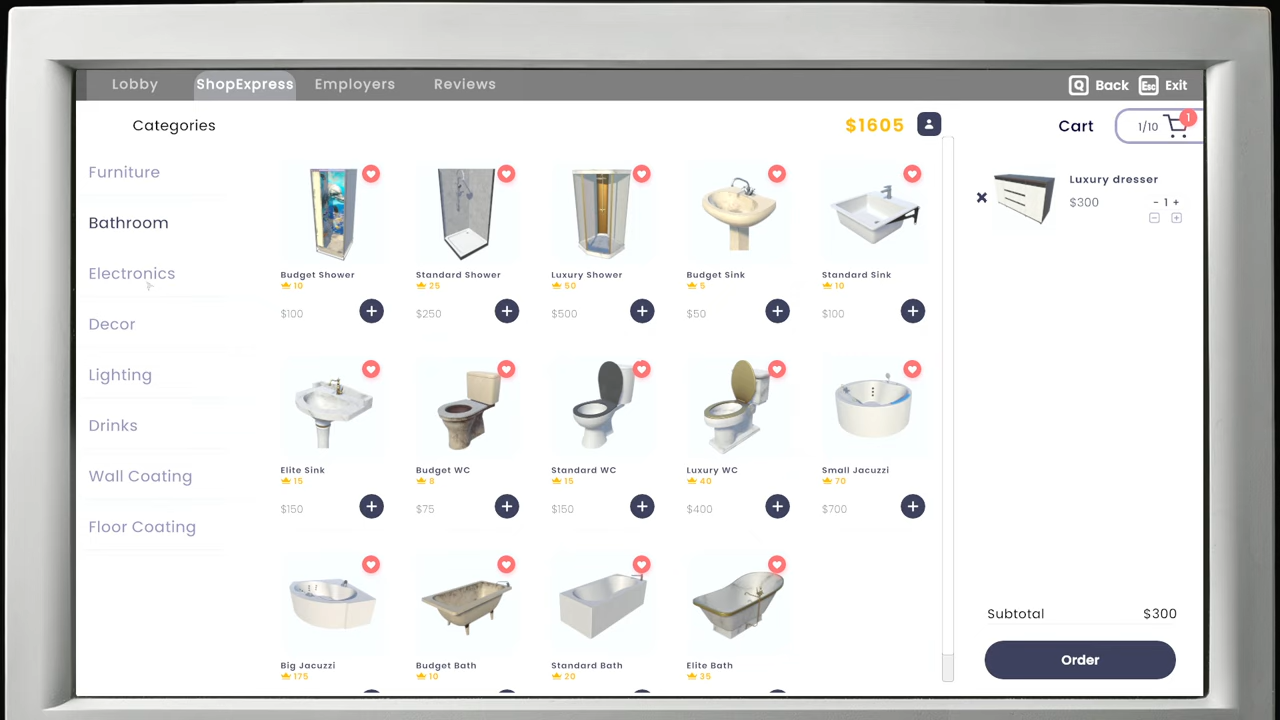 Lobby
ShopExpress
Employers
Reviews
Q Back
Esc Exit
Categories
$1605
Cart
1/10
1
Furniture
Bathroom
Electronics
Decor
Lighting
Drinks
Wall Coating
Floor Coating
Budget Shower
10
$100
Standard Shower
25
$250
Luxury Shower
50
$500
Budget Sink
5
$50
Standard Sink
10
$100
Elite Sink
15
$150
Budget WC
8
$75
Standard WC
15
$150
Luxury WC
40
$400
Small Jacuzzi
70
$700
Big Jacuzzi
175
Budget Bath
10
Standard Bath
20
Elite Bath
35
Luxury dresser
$300
- 1 +
Subtotal
$300
Order